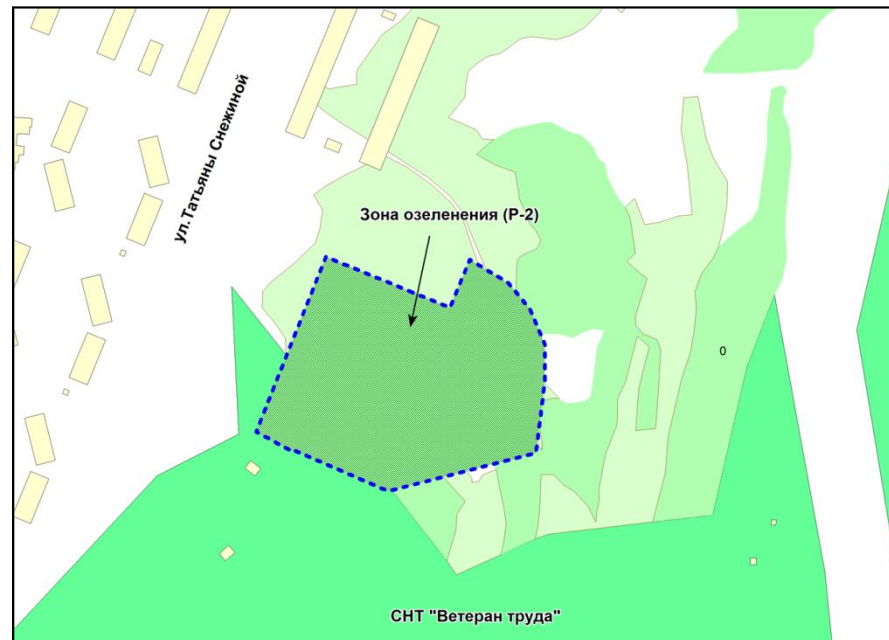 ул.Татьяны Снежиной
Зона озеленения (Р-2)
0
СНТ "Ветеран труда"